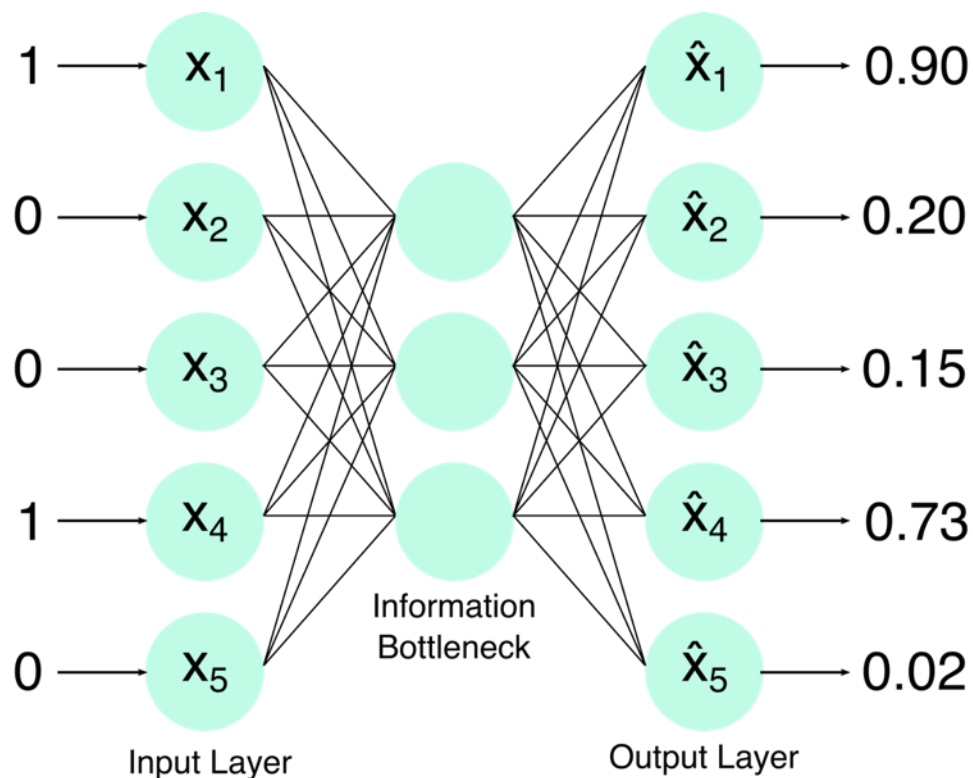 1 x₁ x̂₁ 0.90
0 x₂ x̂₂ 0.20
0 x₃ x̂₃ 0.15
1 x₄ x̂₄ 0.73
Information
Bottleneck
0 x₅ x̂₅ 0.02
Input Layer
Output Layer